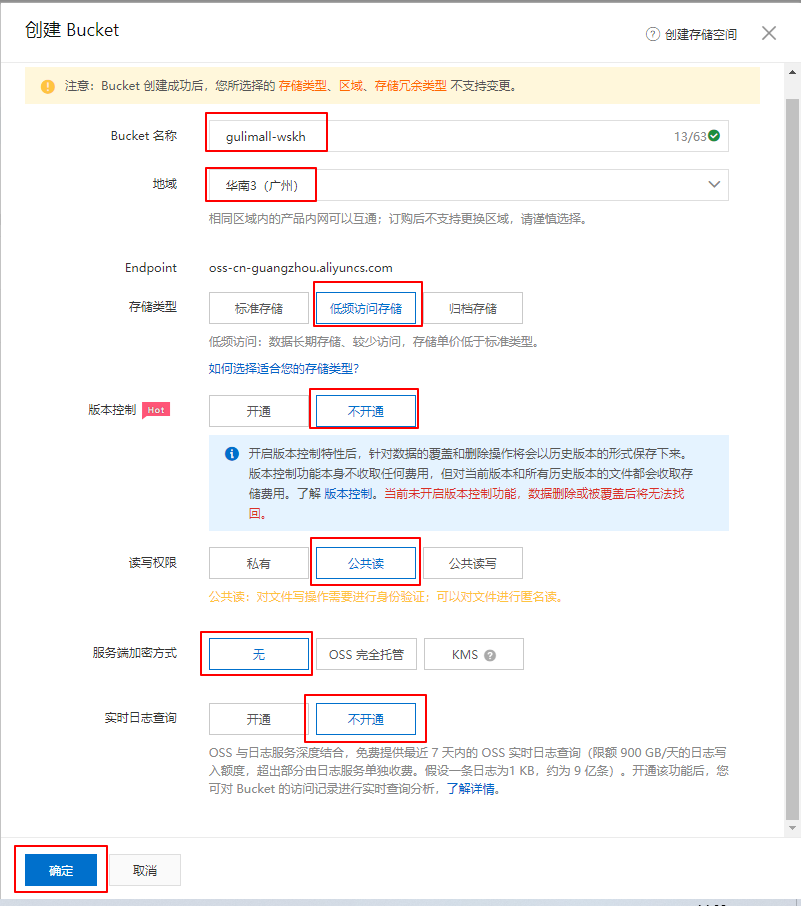 创建 Bucket
创建存储空间
注意：Bucket 创建成功后，您所选择的 存储类型、区域、存储冗余类型 不支持变更。
Bucket 名称
gulimall-wskh
13/63
地域
华南3（广州）
相同区域内的产品内网可以互通；订购后不支持更换区域，请谨慎选择。
Endpoint
oss-cn-guangzhou.aliyuncs.com
存储类型
标准存储
低频访问存储
归档存储
低频访问：数据长期存储、较少访问，存储单价低于标准类型。
如何选择适合您的存储类型?
版本控制 Hot
开通
不开通
开启版本控制特性后，针对数据的覆盖和删除操作将会以历史版本的形式保存下来。
版本控制功能本身不收取任何费用，但对当前版本和所有历史版本的文件都会收取存
储费用。了解 版本控制。当前未开启版本控制功能，数据删除或被覆盖后将无法找
回。
读写权限
私有
公共读
公共读写
公共读：对文件写操作需要进行身份验证；可以对文件进行匿名读。
服务端加密方式
无
OSS 完全托管
KMS
实时日志查询
开通
不开通
OSS 与日志服务深度结合，免费提供最近 7 天内的 OSS 实时日志查询（限额 900 GB/天的日志写
入额度，超出部分由日志服务单独收费。假设一条日志为1 KB，约为 9 亿条）。开通该功能后，您
可对 Bucket 的访问记录进行实时查询分析，了解详情。
确定
取消